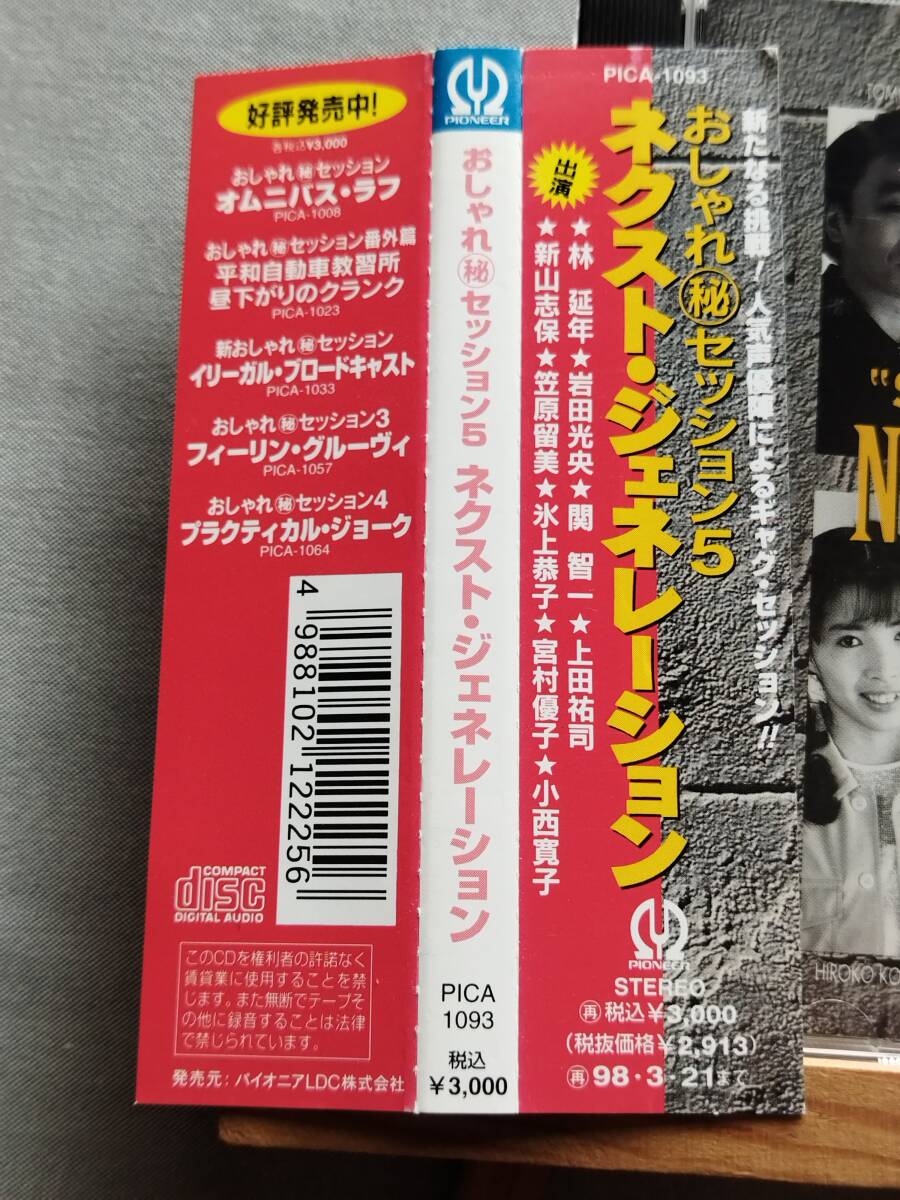 好評発売中!
各税込¥3,000
おしゃれ㊙セッション
オムニバス・ラフ
PICA-1008
おしゃれ㊙セッション番外篇
平和自動車教習所
昼下がりのクランク
PICA-1023
新おしゃれ㊙セッション
イリーガル・ブロードキャスト
PICA-1033
おしゃれ㊙セッション3
フィーリン・グルーヴィ
PICA-1057
おしゃれ㊙セッション4
プラクティカル・ジョーク
PICA-1064
4 988102 122256
COMPACT
disc
DIGITAL AUDIO
このCDを権利者の許諾なく
賃貸業に使用することを禁
じます。また無断でテープそ
の他に録音することは法律
で禁じられています。
発売元:パイオニアLDC株式会社
PIONEER
おしゃれ㊙セッション5 ネクスト・ジェネレーション
PICA
1093
税込
¥3,000
PICA-1093
新たなる挑戦!人気声優陣によるギャグ・セッション!!
おしゃれ㊙セッション5
ネクスト・ジェネレーション
出演
★林 延年★岩田光央★関 智一★上田祐司
★新山志保★笠原留美★氷上恭子★宮村優子★小西寛子
PIONEER
STEREO
再税込¥3,000
(税抜価格¥2,913)
再98・3・21まで
HIROKO KO